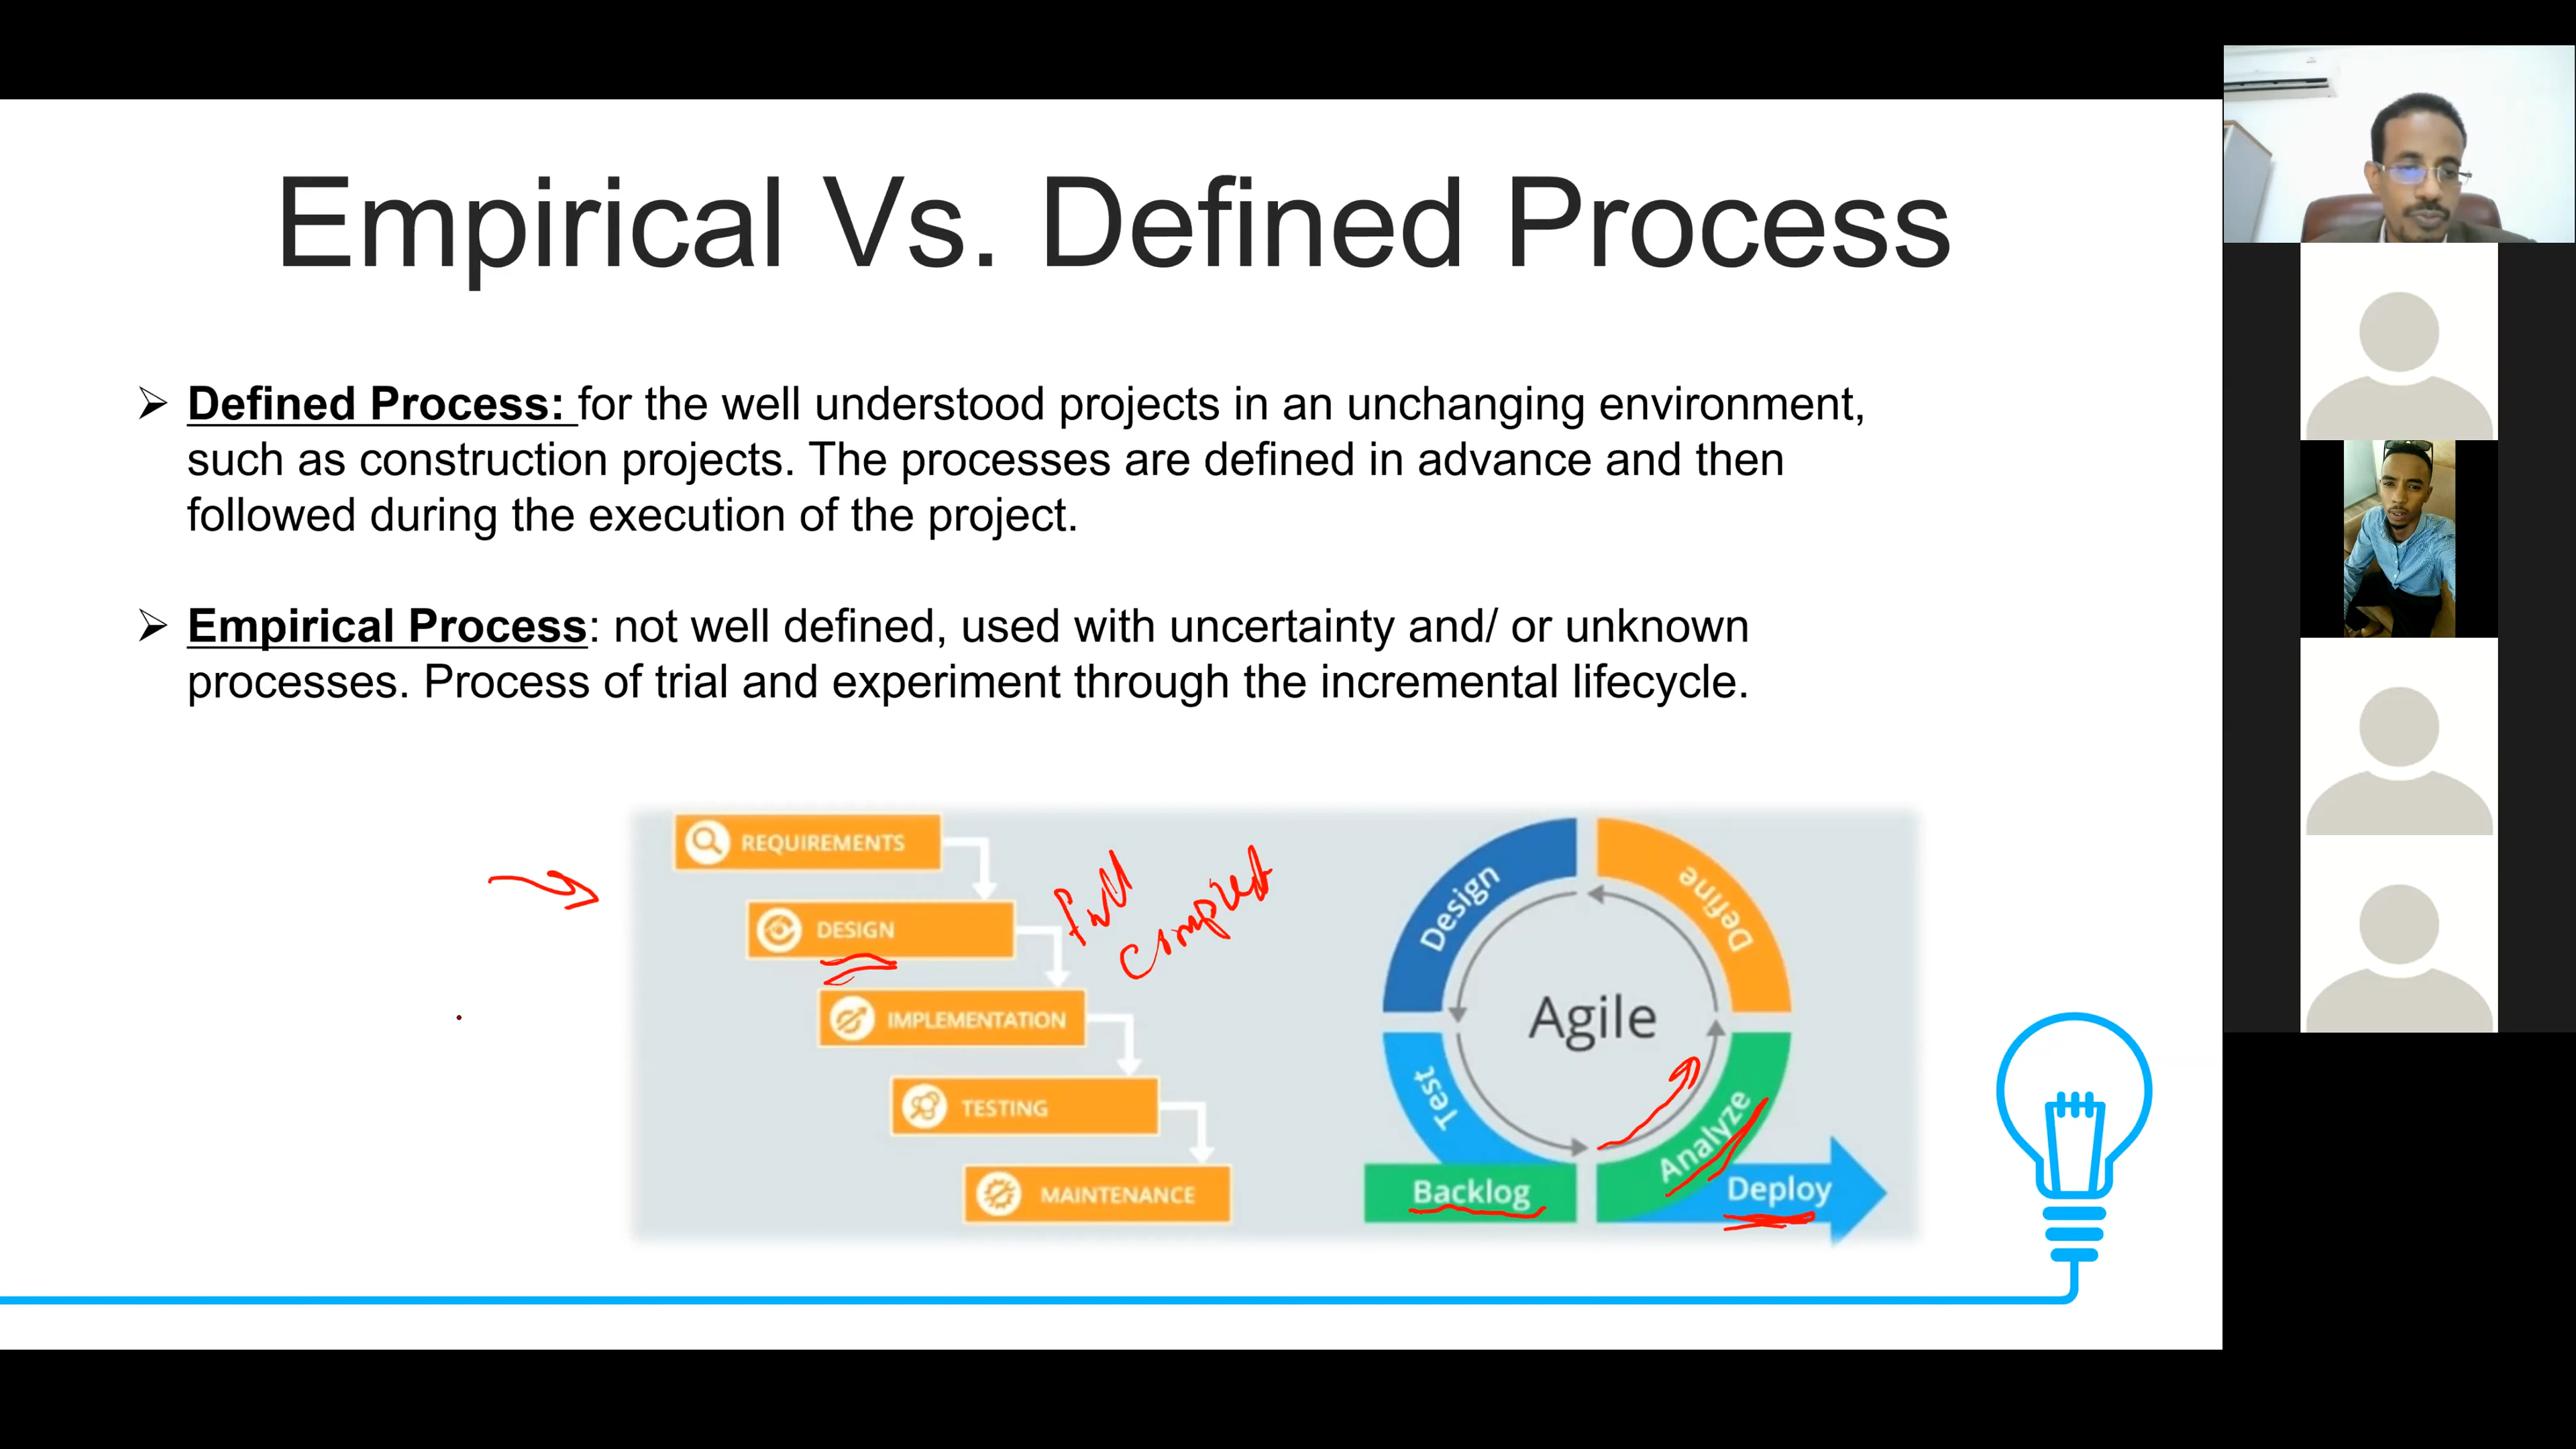 Empirical Vs. Defined Process
➢ Defined Process: for the well understood projects in an unchanging environment,
such as construction projects. The processes are defined in advance and then
followed during the execution of the project.
➢ Empirical Process: not well defined, used with uncertainty and/ or unknown
processes. Process of trial and experiment through the incremental lifecycle.
REQUIREMENTS
DESIGN
IMPLEMENTATION
TESTING
MAINTENANCE
Full
Design
Define
Agile
Test
Analyze
Backlog
Deploy